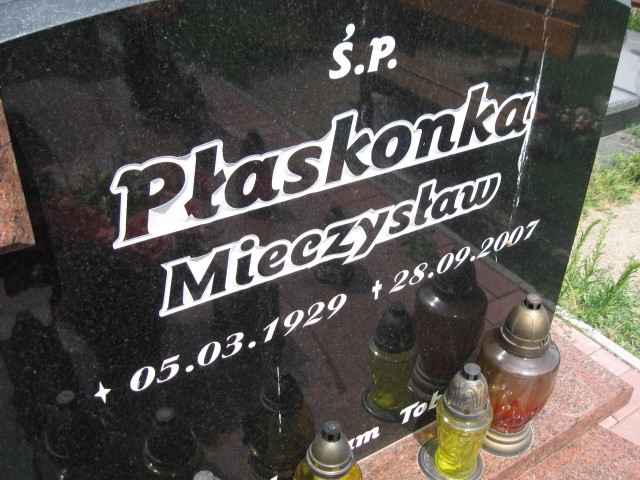 Ś.P.
Płaskonka
Mieczysław
05.03.1929 †28.09.2007